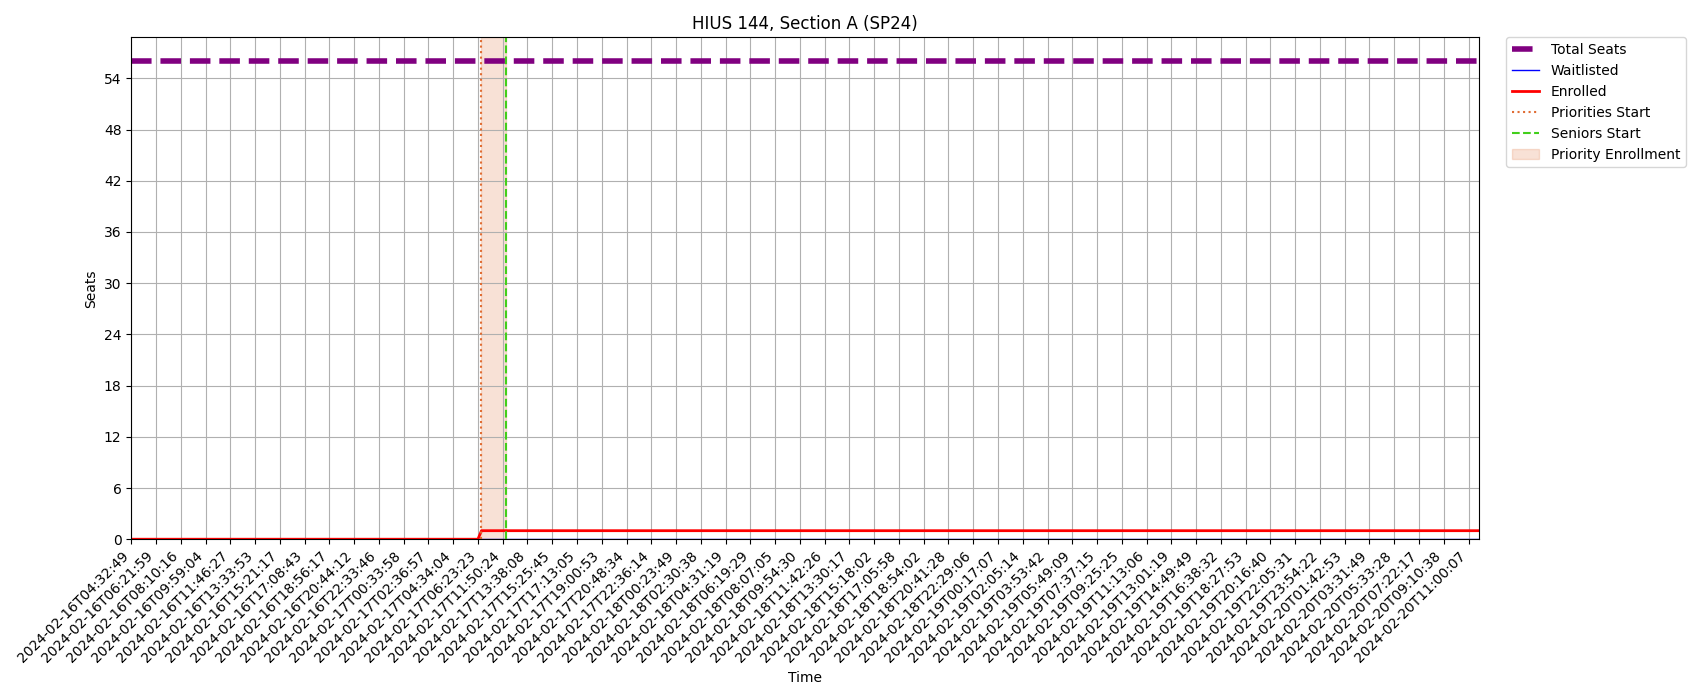 HIUS 144, Section A (SP24)
Total Seats
Waitlisted
Enrolled
Priorities Start
Seniors Start
Priority Enrollment
Seats
54
48
42
36
30
24
18
12
6
0
2024-02-16T04:32:49
2024-02-16T06:21:59
2024-02-16T08:10:16
2024-02-16T09:59:04
2024-02-16T11:46:27
2024-02-16T13:33:53
2024-02-16T15:21:17
2024-02-16T17:08:43
2024-02-16T18:56:17
2024-02-16T20:44:12
2024-02-16T22:33:46
2024-02-17T00:33:58
2024-02-17T02:36:57
2024-02-17T04:34:04
2024-02-17T06:23:23
2024-02-17T11:50:24
2024-02-17T13:38:08
2024-02-17T15:25:45
2024-02-17T17:13:05
2024-02-17T19:00:53
2024-02-17T20:48:34
2024-02-17T22:36:14
2024-02-18T00:23:49
2024-02-18T02:30:38
2024-02-18T04:31:19
2024-02-18T06:19:29
2024-02-18T08:07:05
2024-02-18T09:54:30
2024-02-18T11:42:26
2024-02-18T13:30:17
2024-02-18T15:18:02
2024-02-18T17:05:58
2024-02-18T18:54:02
2024-02-18T20:41:28
2024-02-18T22:29:06
2024-02-19T00:17:07
2024-02-19T02:05:14
2024-02-19T03:53:42
2024-02-19T05:49:09
2024-02-19T07:37:15
2024-02-19T09:25:25
2024-02-19T11:13:06
2024-02-19T13:01:19
2024-02-19T14:49:49
2024-02-19T16:38:32
2024-02-19T18:27:53
2024-02-19T20:16:40
2024-02-19T22:05:31
2024-02-19T23:54:22
2024-02-20T01:42:53
2024-02-20T03:31:49
2024-02-20T05:33:28
2024-02-20T07:22:17
2024-02-20T09:10:38
2024-02-20T11:00:07
Time